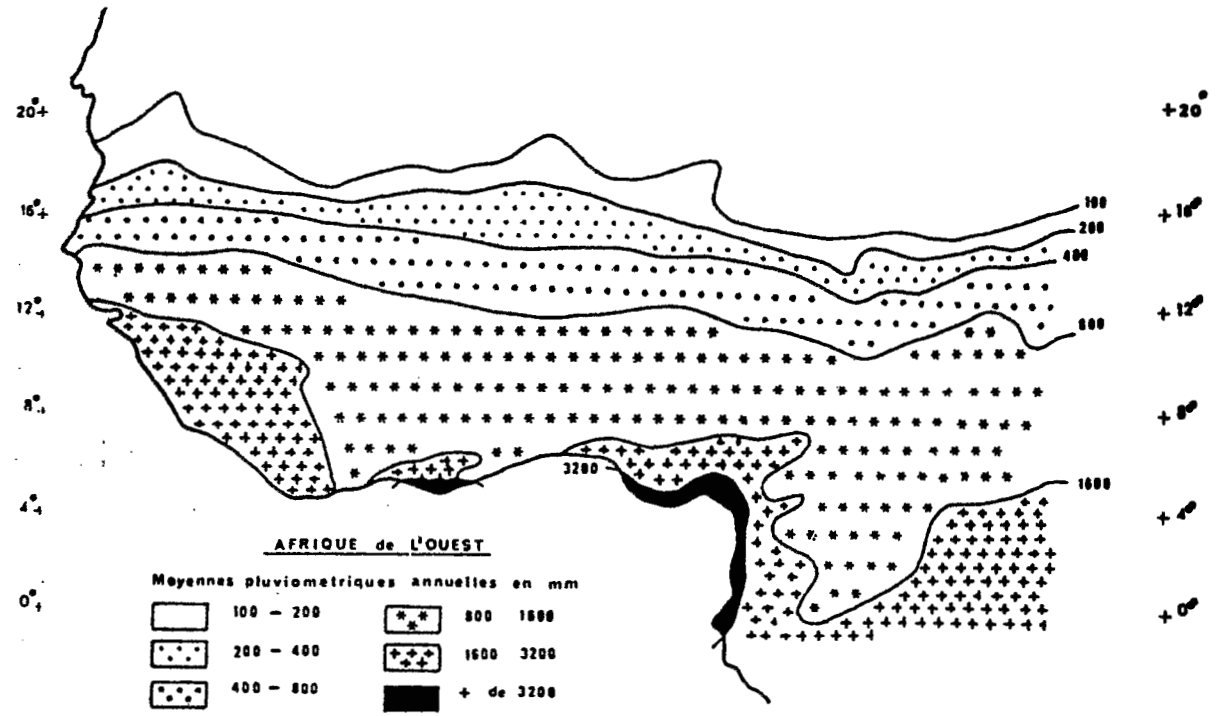 20°+ +20°
100
16°+ +16°
200
400
12°+ +12°
800
8°+ +8°
3200
1600
4°+ +4°
AFRIQUE de L'OUEST
Moyennes pluviometriques annuelles en mm
0°+ +0°
100 – 200 800 1600
200 – 400 1600 3200
400 – 800 + de 3200